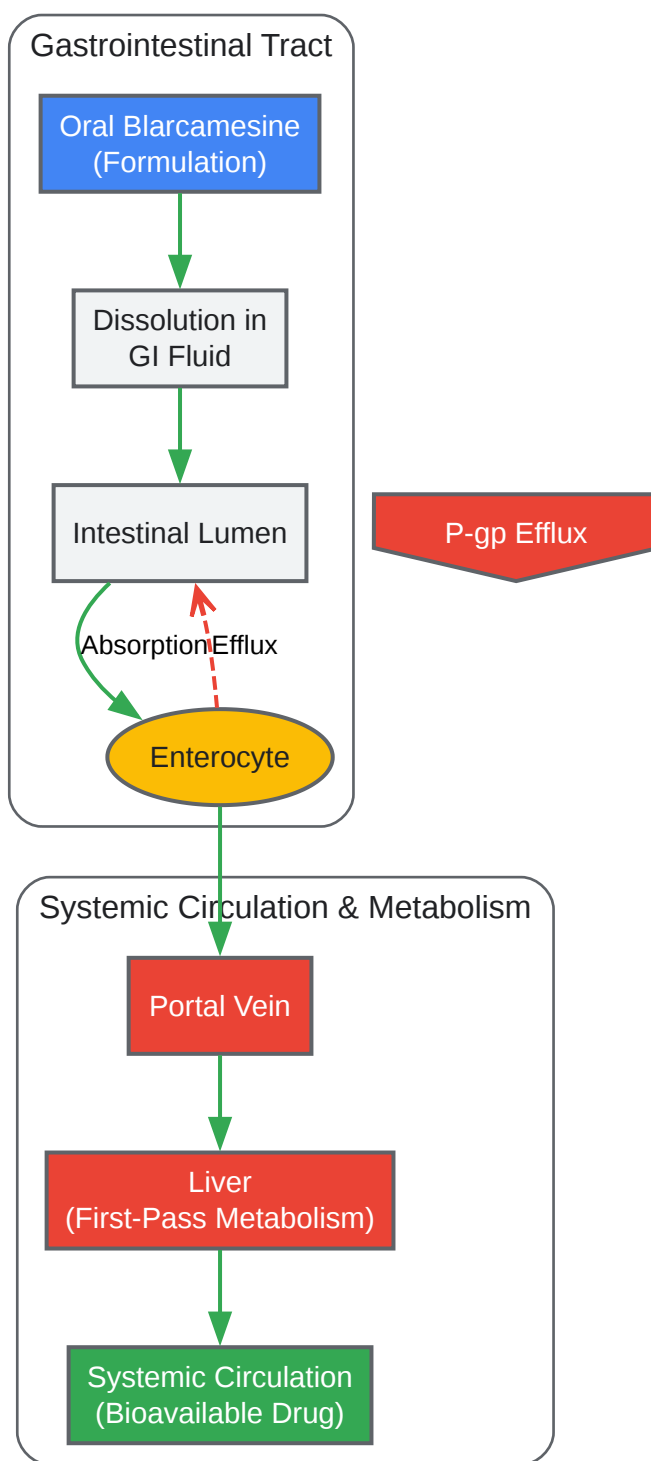 Gastrointestinal Tract
Oral Blarcamesine
(Formulation)
Dissolution in
GI Fluid
Intestinal Lumen
P-gp Efflux
Absorption
Efflux
Enterocyte
Systemic Circulation & Metabolism
Portal Vein
Liver
(First-Pass Metabolism)
Systemic Circulation
(Bioavailable Drug)